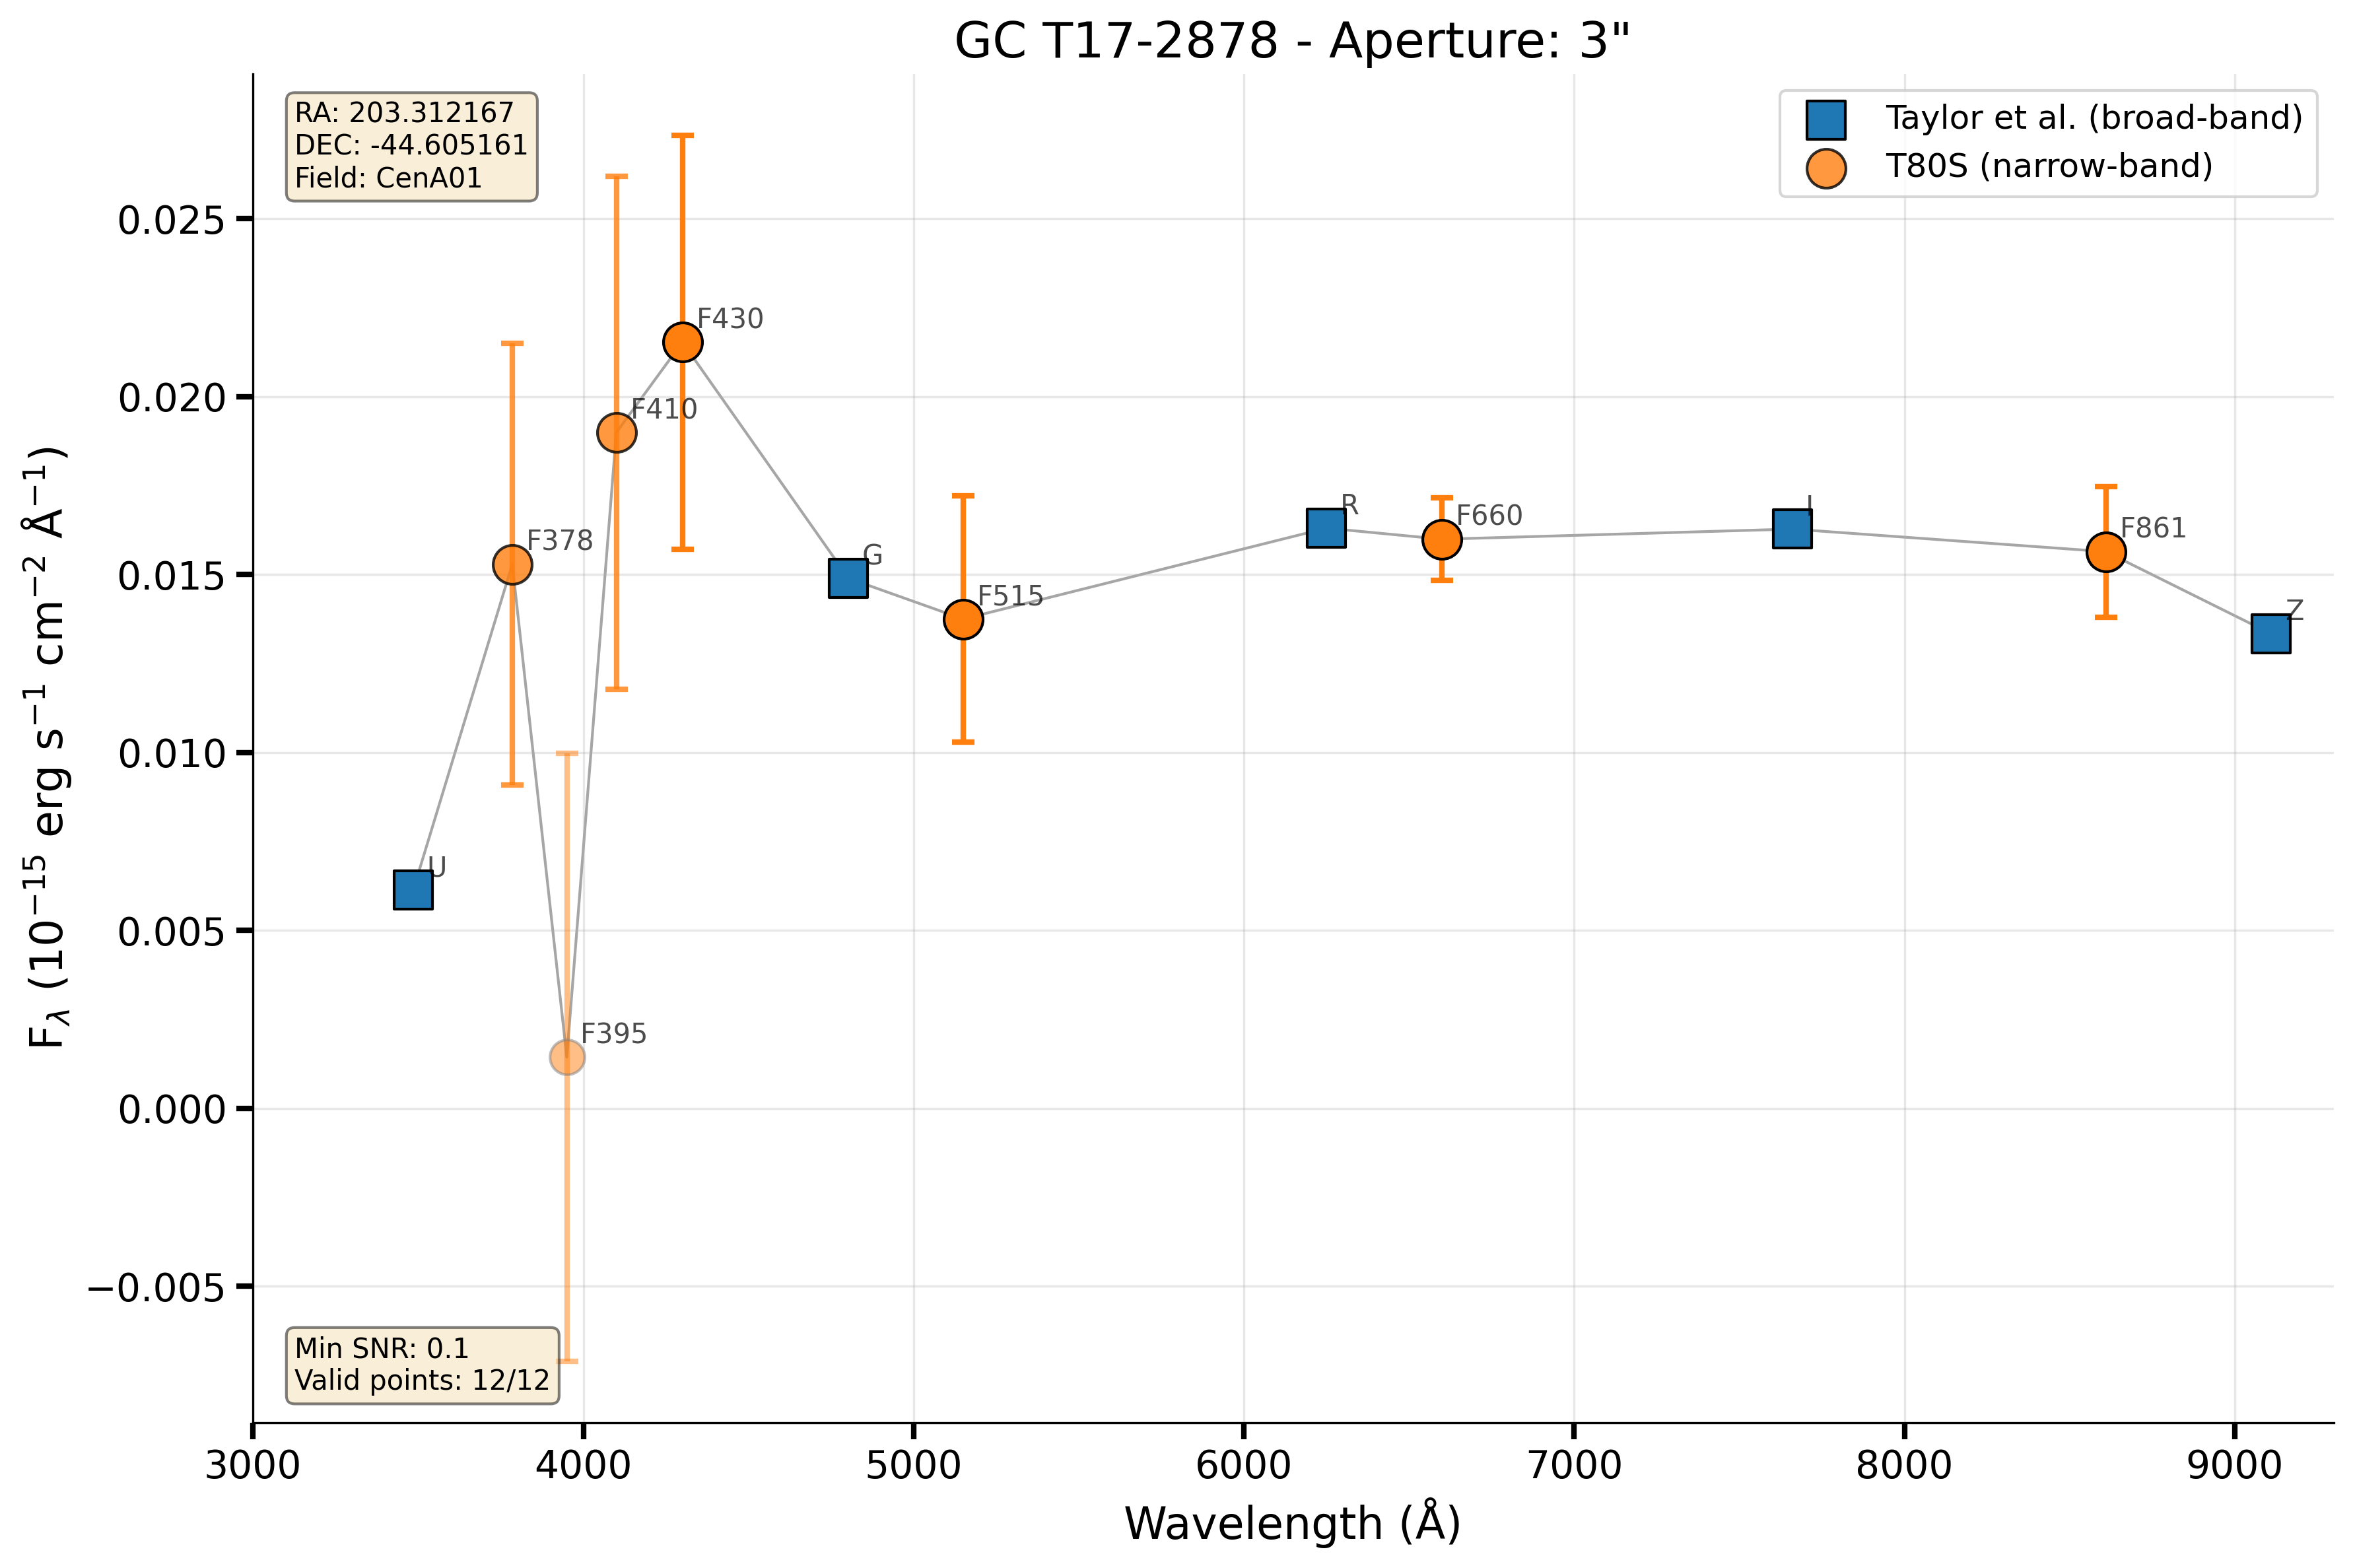 GC T17-2878 - Aperture: 3"
RA: 203.312167
DEC: -44.605161
Field: CenA01
Taylor et al. (broad-band)
T80S (narrow-band)
F_λ (10⁻¹⁵ erg s⁻¹ cm⁻² Å⁻¹)
0.025
0.020
0.015
0.010
0.005
0.000
−0.005
U
F378
F395
F410
F430
G
F515
R
F660
I
F861
Z
Min SNR: 0.1
Valid points: 12/12
3000 4000 5000 6000 7000 8000 9000
Wavelength (Å)